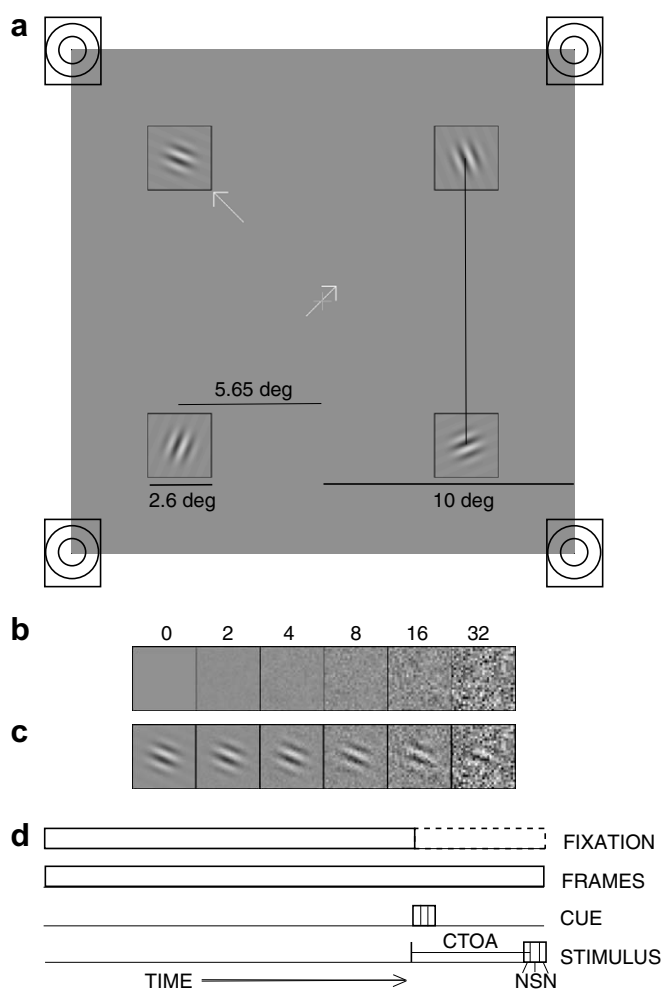 a
5.65 deg
2.6 deg
10 deg
b
0 2 4 8 16 32
c
d
FIXATION
FRAMES
CUE
CTOA
STIMULUS
TIME
NSN